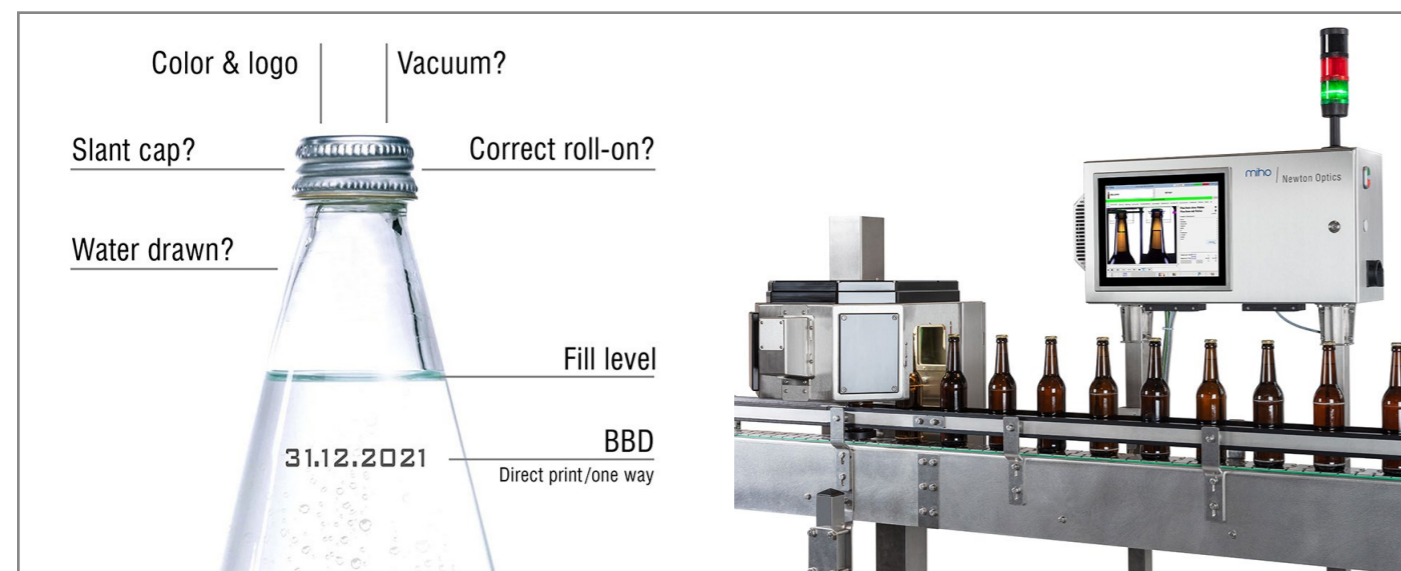 Color & logo
Vacuum?
Slant cap?
Correct roll-on?
Water drawn?
Fill level
BBD
31.12.2021
Direct print/one way
miho
Newton Optics